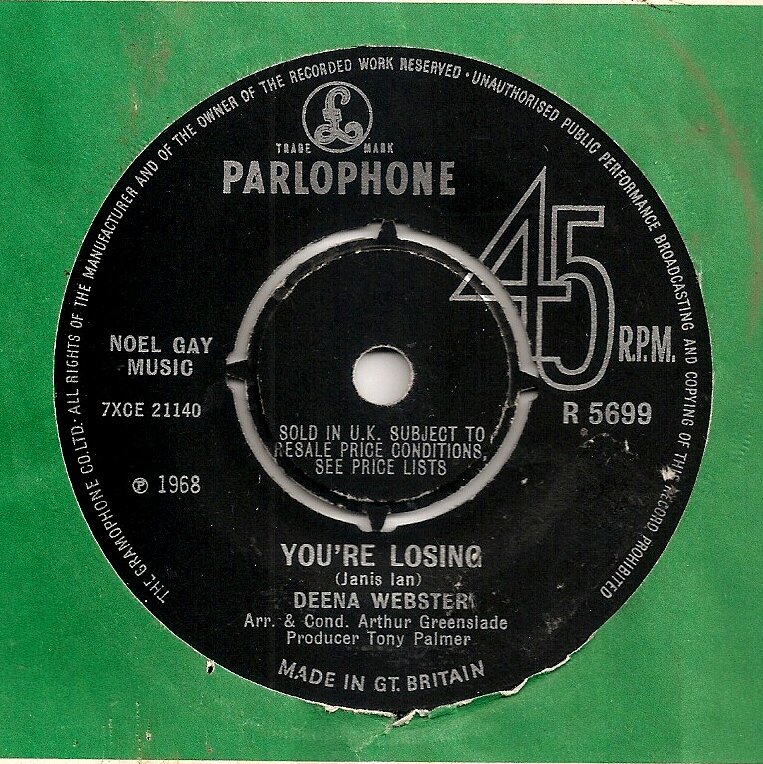 THE GRAMOPHONE CO. LTD. ALL RIGHTS OF THE MANUFACTURER AND OF THE OWNER OF THE RECORDED WORK RESERVED · UNAUTHORISED PUBLIC PERFORMANCE BROADCASTING AND COPYING OF THIS RECORD PROHIBITED
£
TRADE MARK
PARLOPHONE
45 R.P.M.
NOEL GAY
MUSIC
7XCE 21140
R 5699
SOLD IN U.K. SUBJECT TO
RESALE PRICE CONDITIONS,
SEE PRICE LISTS
℗ 1968
YOU'RE LOSING
(Janis Ian)
DEENA WEBSTER
Arr. & Cond. Arthur Greenslade
Producer Tony Palmer
MADE IN GT. BRITAIN